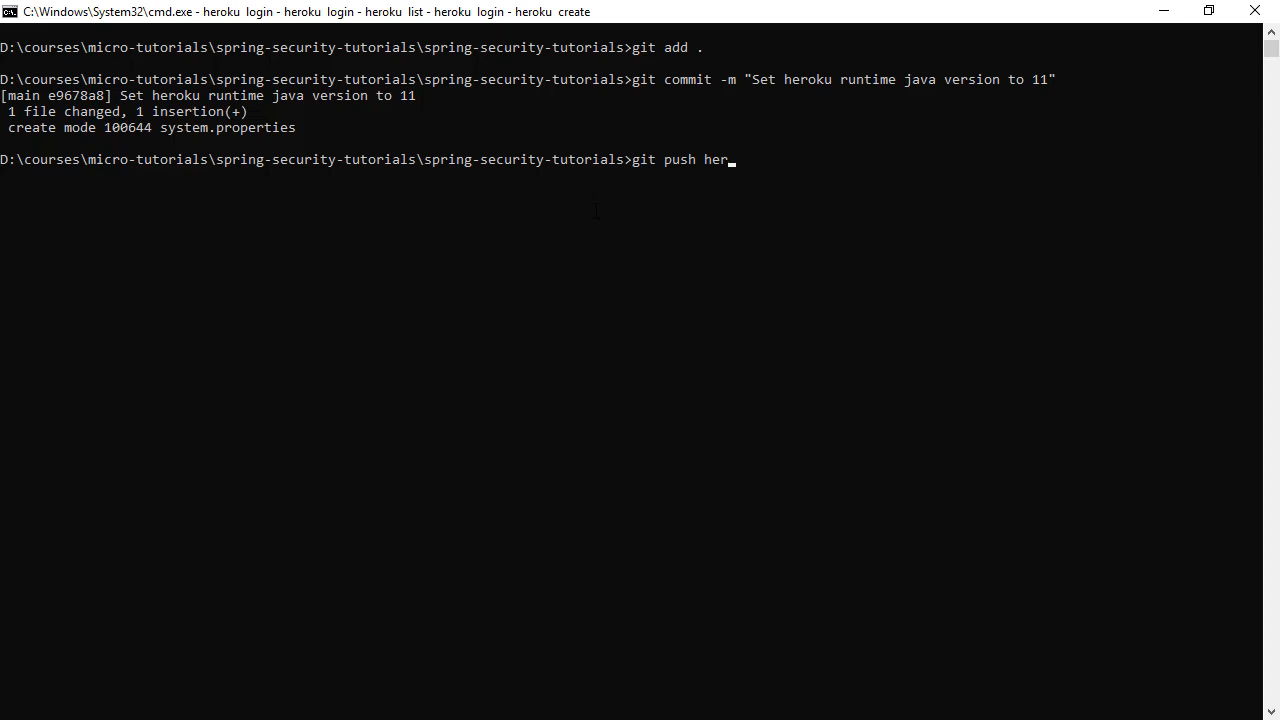 C:\Windows\System32\cmd.exe - heroku login - heroku login - heroku list - heroku login - heroku create
D:\courses\micro-tutorials\spring-security-tutorials\spring-security-tutorials>git add .
D:\courses\micro-tutorials\spring-security-tutorials\spring-security-tutorials>git commit -m "Set heroku runtime java version to 11"
[main e9678a8] Set heroku runtime java version to 11
1 file changed, 1 insertion(+)
create mode 100644 system.properties
D:\courses\micro-tutorials\spring-security-tutorials\spring-security-tutorials>git push her